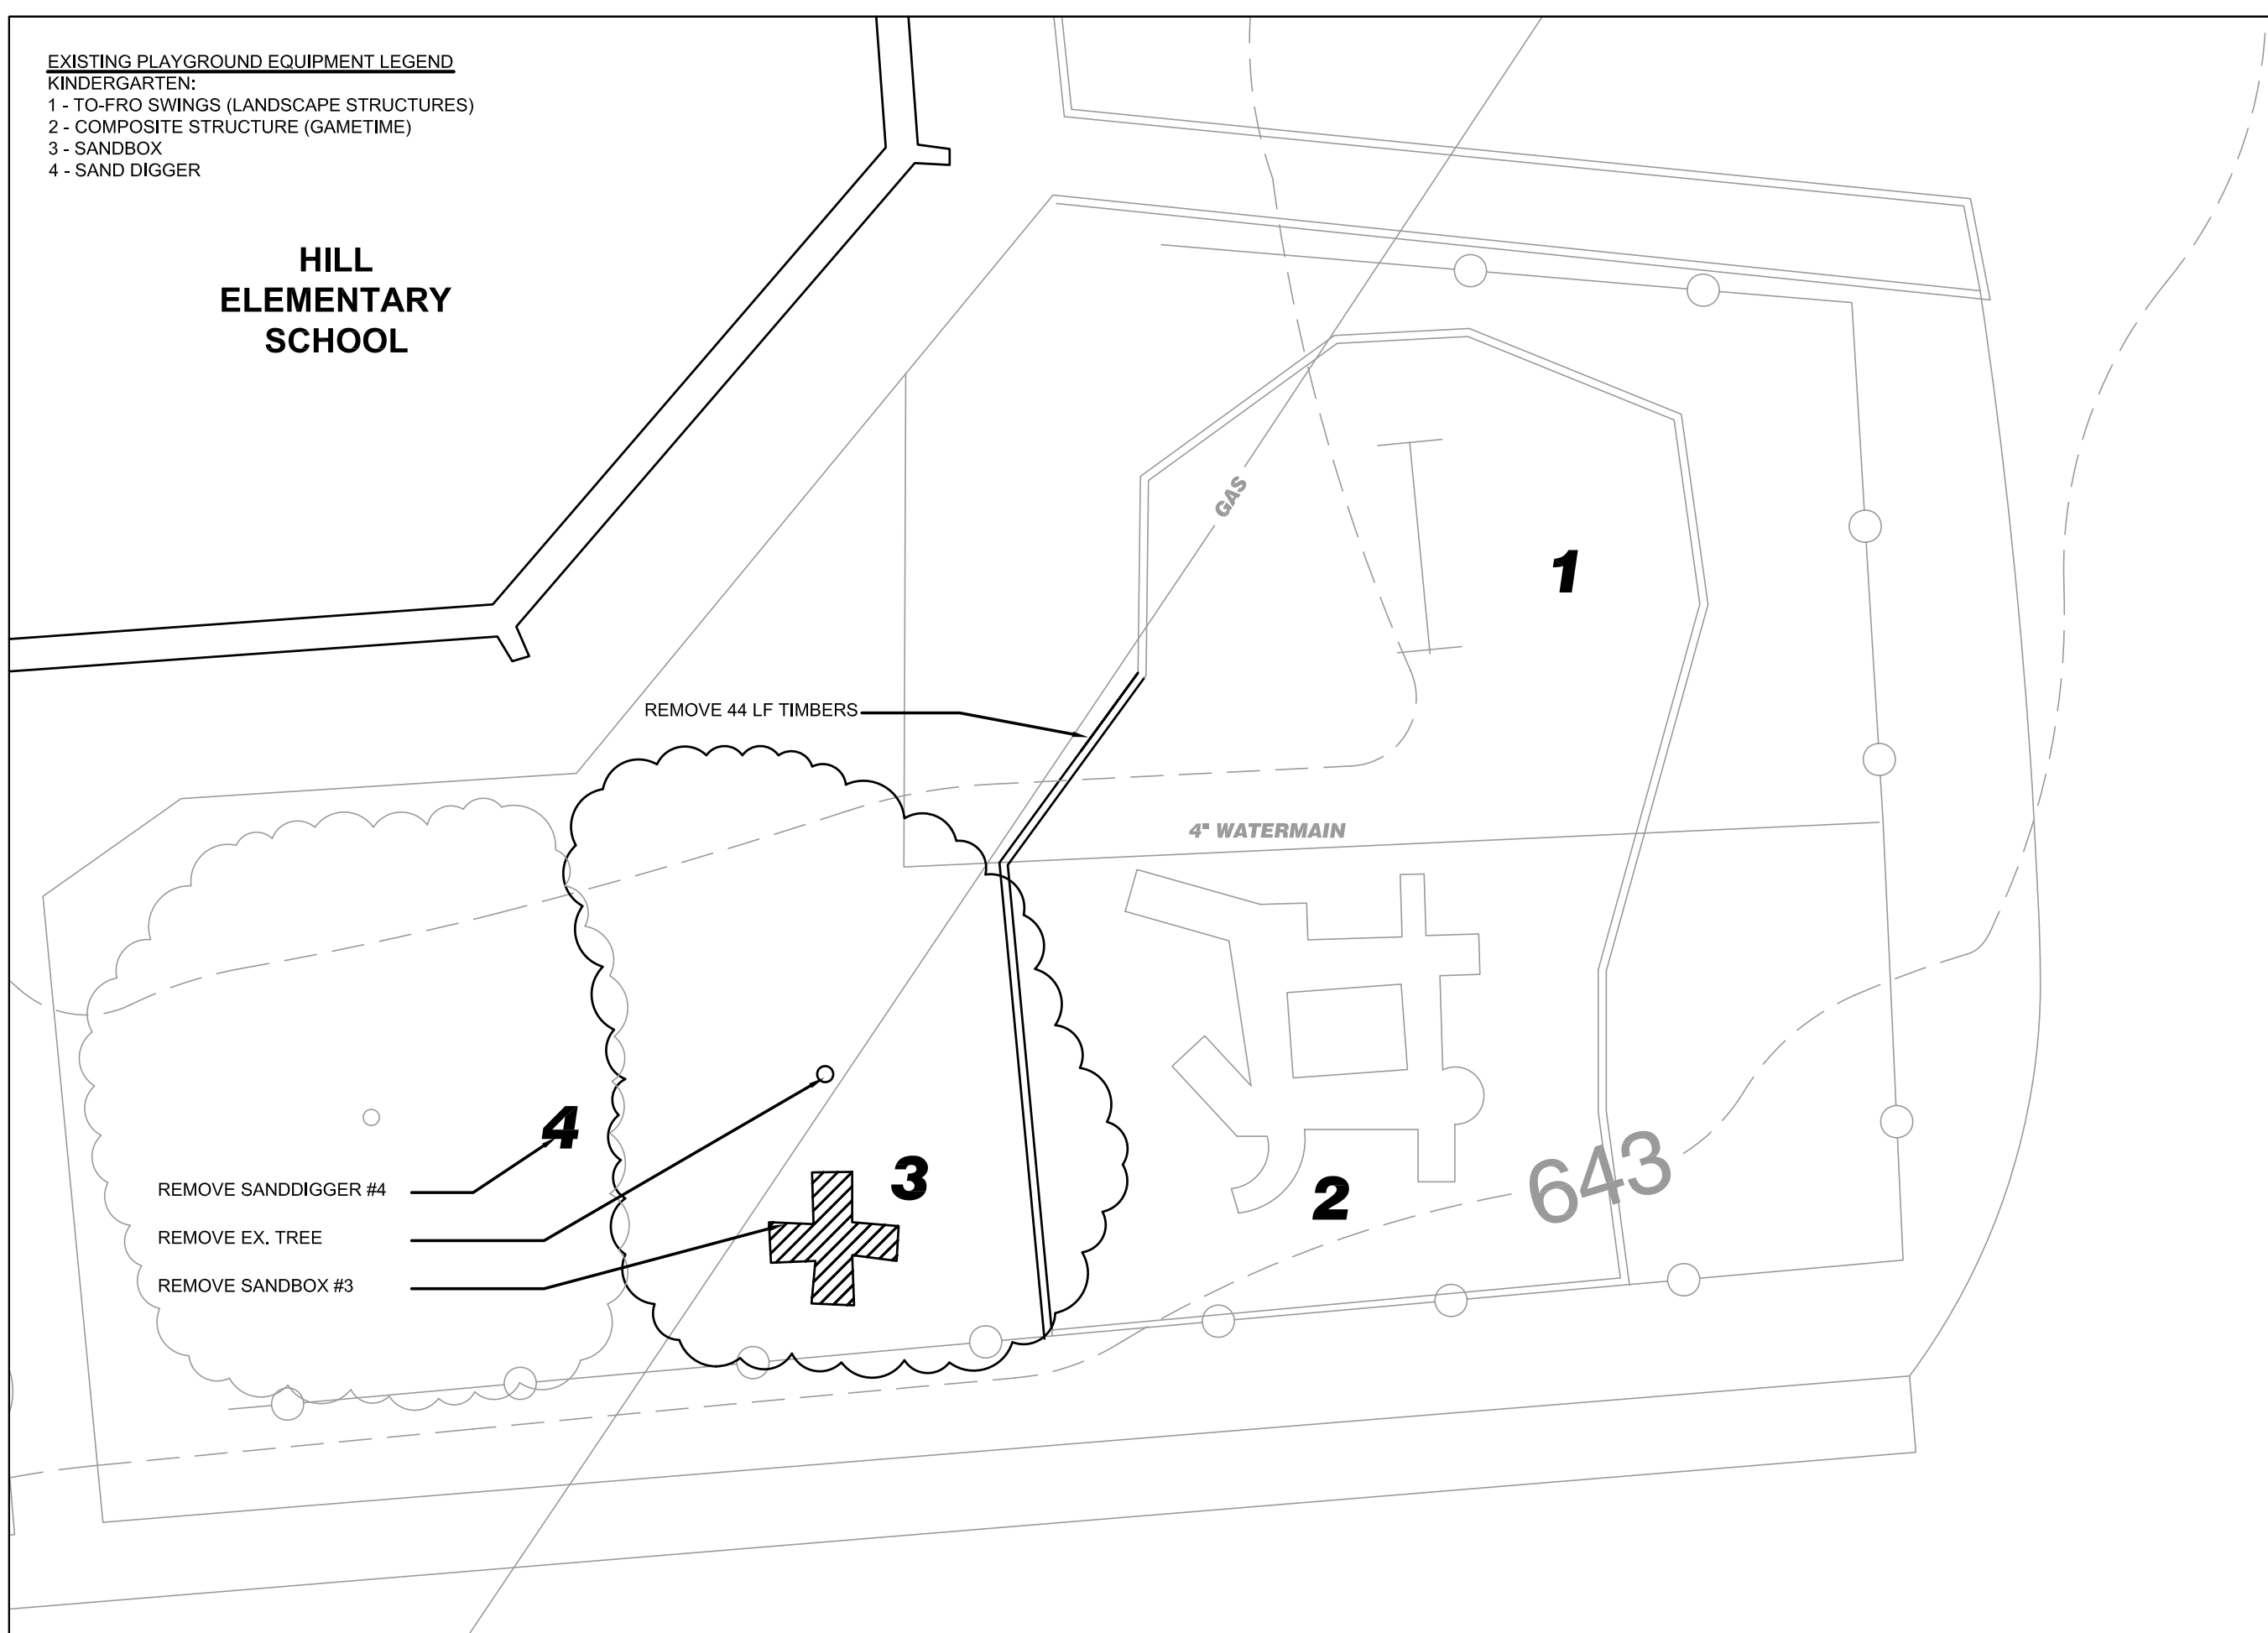 EXISTING PLAYGROUND EQUIPMENT LEGEND
KINDERGARTEN:
1 - TO-FRO SWINGS (LANDSCAPE STRUCTURES)
2 - COMPOSITE STRUCTURE (GAMETIME)
3 - SANDBOX
4 - SAND DIGGER
HILL
ELEMENTARY
SCHOOL
GAS
1
REMOVE 44 LF TIMBERS
4" WATERMAIN
4
3
2
643
REMOVE SANDDIGGER #4
REMOVE EX. TREE
REMOVE SANDBOX #3